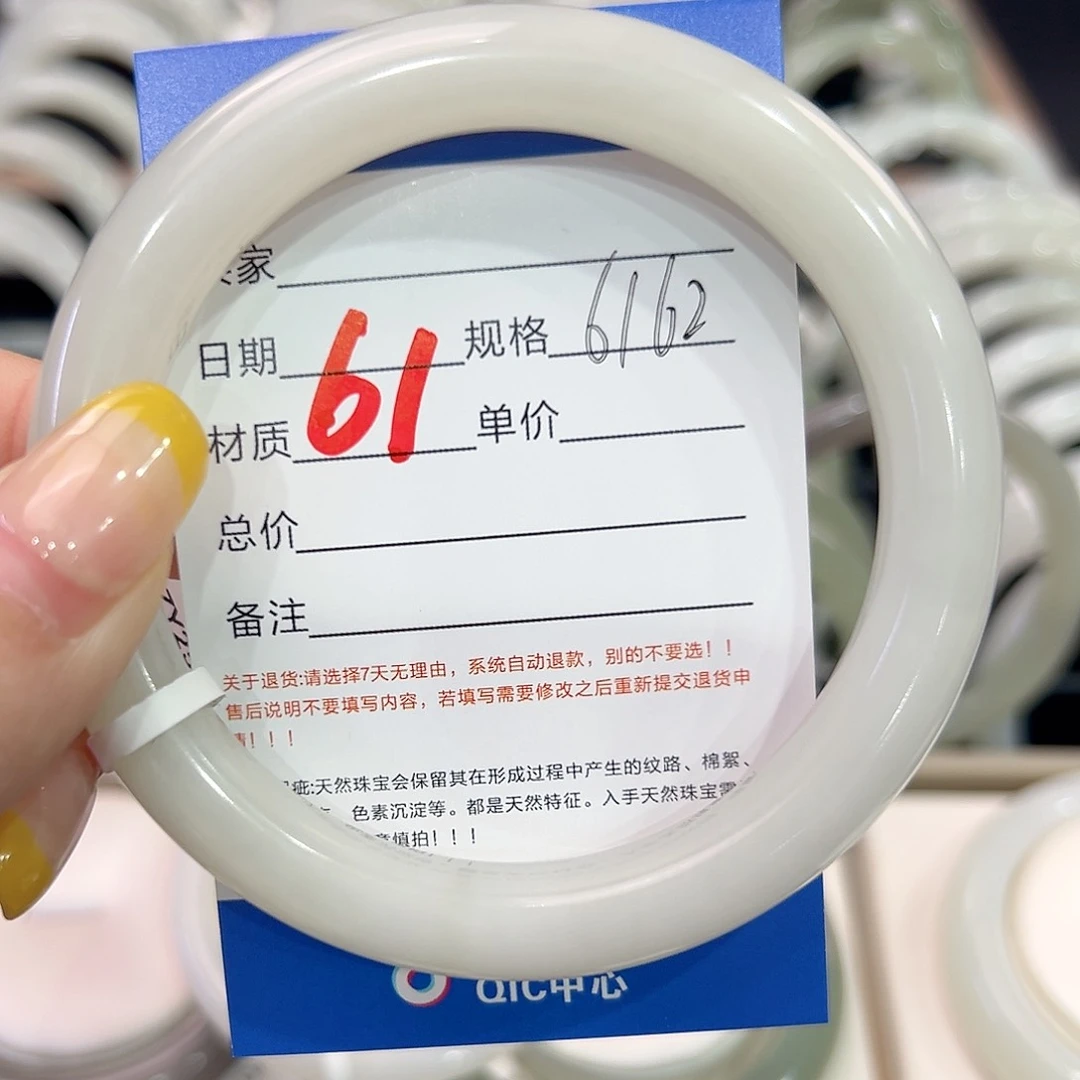 家
日期 61 规格 6162
材质 单价
总价
备注
关于退货:请选择7天无理由，系统自动退款，别的不要选！！
售后说明不要填写内容，若填写需要修改之后重新提交退货申
请！！！
疵:天然珠宝会保留其在形成过程中产生的纹路、棉絮、
色素沉淀等。都是天然特征。入手天然珠宝需
慎拍！！！
QIC中心